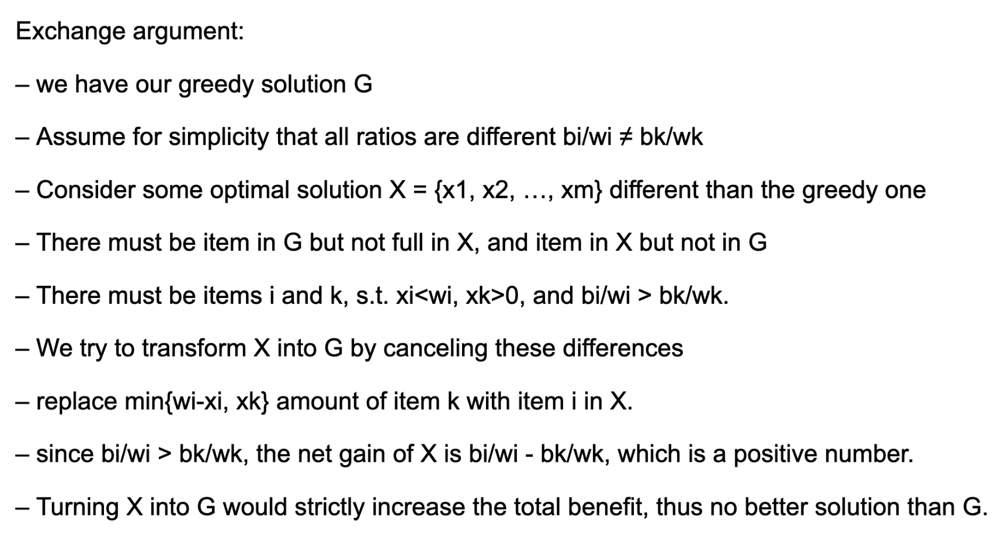 Exchange argument:
– we have our greedy solution G
– Assume for simplicity that all ratios are different bi/wi ≠ bk/wk
– Consider some optimal solution X = {x1, x2, …, xm} different than the greedy one
– There must be item in G but not full in X, and item in X but not in G
– There must be items i and k, s.t. xi<wi, xk>0, and bi/wi > bk/wk.
– We try to transform X into G by canceling these differences
– replace min{wi-xi, xk} amount of item k with item i in X.
– since bi/wi > bk/wk, the net gain of X is bi/wi - bk/wk, which is a positive number.
– Turning X into G would strictly increase the total benefit, thus no better solution than G.